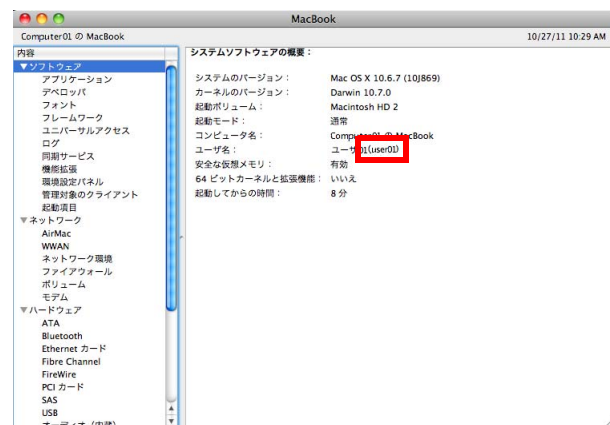 MacBook
Computer01 の MacBook
10/27/11 10:29 AM
内容
▼ソフトウェア
アプリケーション
デベロッパ
フォント
フレームワーク
ユニバーサルアクセス
ログ
同期サービス
機能拡張
環境設定パネル
管理対象のクライアント
起動項目
▼ネットワーク
AirMac
WWAN
ネットワーク環境
ファイアウォール
ボリューム
モデム
▼ハードウェア
ATA
Bluetooth
Ethernet カード
Fibre Channel
FireWire
PCI カード
SAS
USB
オーディオ（内蔵）
システムソフトウェアの概要：
システムのバージョン： Mac OS X 10.6.7 (10J869)
カーネルのバージョン： Darwin 10.7.0
起動ボリューム： Macintosh HD 2
起動モード： 通常
コンピュータ名： Computer01 の MacBook
ユーザ名： ユーザ01(user01)
安全な仮想メモリ： 有効
64 ビットカーネルと拡張機能： いいえ
起動してからの時間： 8 分